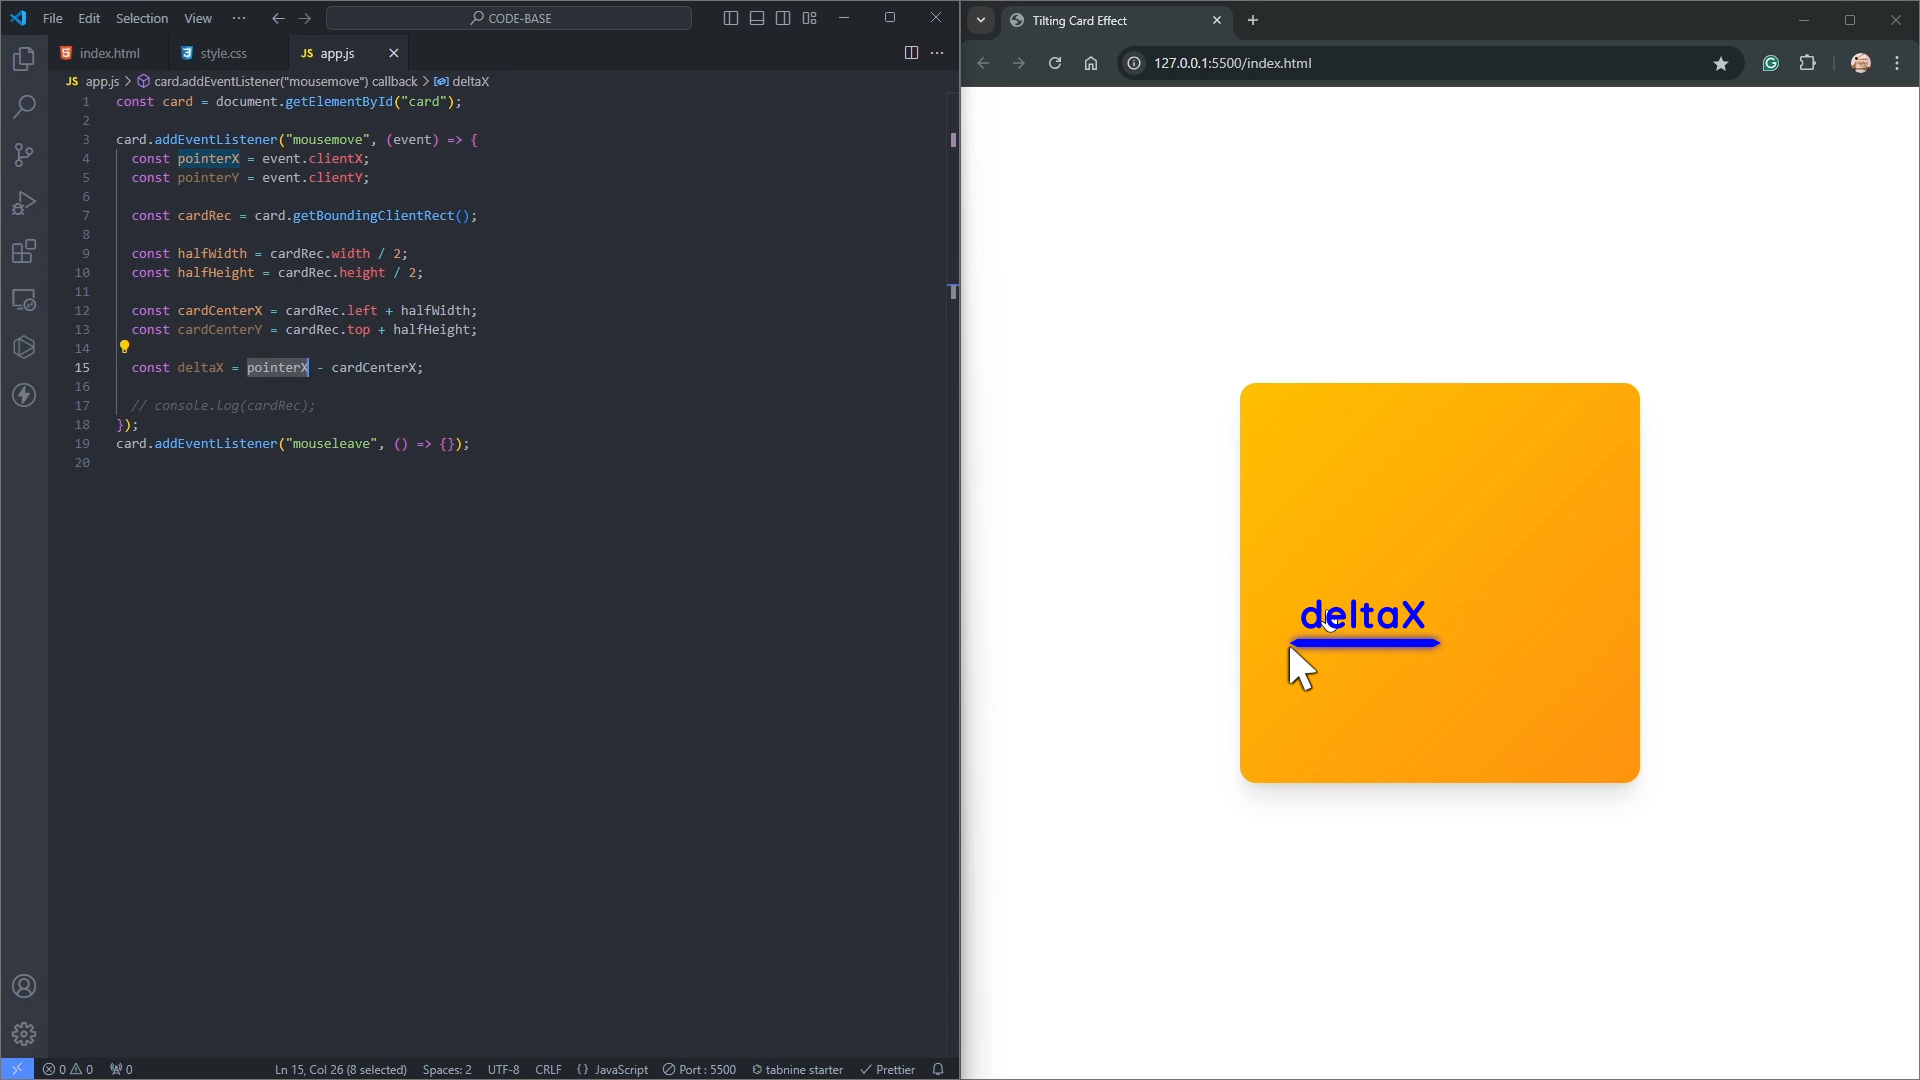 File Edit Selection View ··· CODE-BASE
index.html style.css JS app.js
JS app.js > card.addEventListener("mousemove") callback > deltaX
1 const card = document.getElementById("card");
2
3 card.addEventListener("mousemove", (event) => {
4 const pointerX = event.clientX;
5 const pointerY = event.clientY;
6
7 const cardRec = card.getBoundingClientRect();
8
9 const halfWidth = cardRec.width / 2;
10 const halfHeight = cardRec.height / 2;
11
12 const cardCenterX = cardRec.left + halfWidth;
13 const cardCenterY = cardRec.top + halfHeight;
14
15 const deltaX = pointerX - cardCenterX;
16
17 // console.log(cardRec);
18 });
19 card.addEventListener("mouseleave", () => {});
20
0 0 0 Ln 15, Col 26 (8 selected) Spaces: 2 UTF-8 CRLF {} JavaScript Port : 5500 tabnine starter Prettier
Tilting Card Effect
127.0.0.1:5500/index.html
deltaX